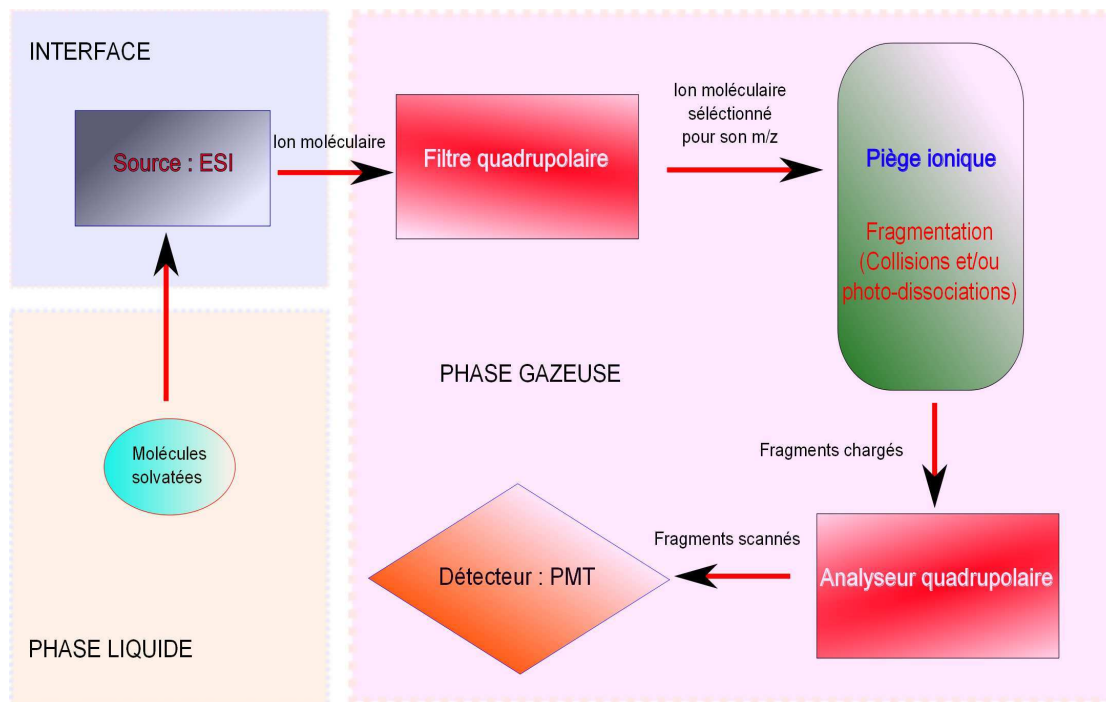 INTERFACE
Source : ESI
Ion moléculaire
Filtre quadrupolaire
Ion moléculaire
séléctionné
pour son m/z
Piège ionique
Fragmentation
(Collisions et/ou
photo-dissociations)
PHASE GAZEUSE
Fragments chargés
Molécules
solvatées
Fragments scannés
Détecteur : PMT
Analyseur quadrupolaire
PHASE LIQUIDE